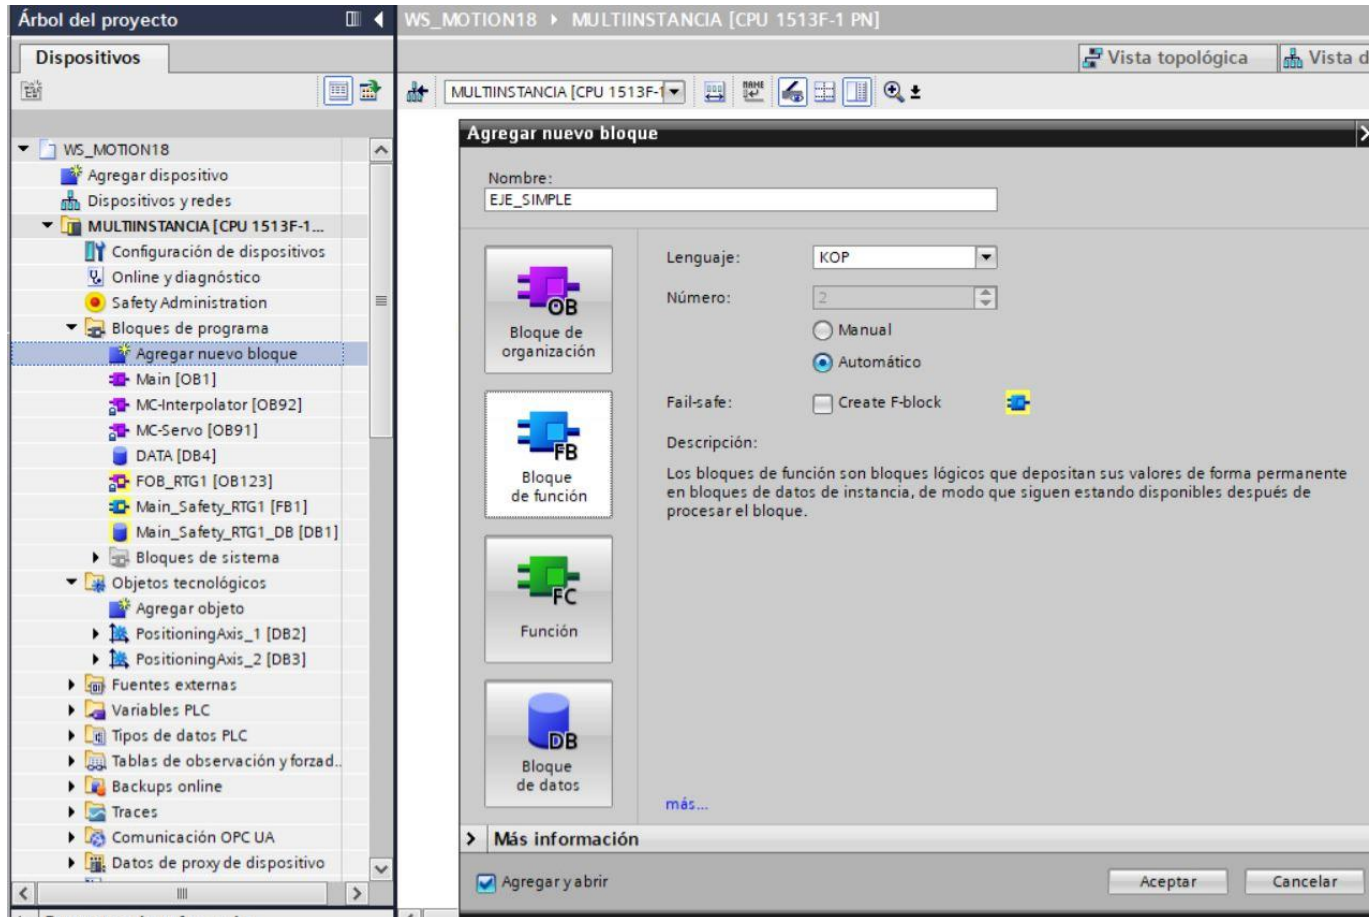 Árbol del proyecto
Dispositivos
WS_MOTION18
Agregar dispositivo
Dispositivos y redes
MULTIINSTANCIA [CPU 1513F-1...
Configuración de dispositivos
Online y diagnóstico
Safety Administration
Bloques de programa
Agregar nuevo bloque
Main [OB1]
MC-Interpolator [OB92]
MC-Servo [OB91]
DATA [DB4]
FOB_RTG1 [OB123]
Main_Safety_RTG1 [FB1]
Main_Safety_RTG1_DB [DB1]
Bloques de sistema
Objetos tecnológicos
Agregar objeto
PositioningAxis_1 [DB2]
PositioningAxis_2 [DB3]
Fuentes externas
Variables PLC
Tipos de datos PLC
Tablas de observación y forzad..
Backups online
Traces
Comunicación OPC UA
Datos de proxy de dispositivo
WS_MOTION18 MULTIINSTANCIA [CPU 1513F-1 PN]
Vista topológica
Vista d
MULTIINSTANCIA [CPU 1513F-1
Agregar nuevo bloque
Nombre:
EJE_SIMPLE
OB
Bloque de
organización
FB
Bloque
de función
FC
Función
DB
Bloque
de datos
Lenguaje: KOP
Número: 2
Manual
Automático
Fail-safe: Create F-block
Descripción:
Los bloques de función son bloques lógicos que depositan sus valores de forma permanente
en bloques de datos de instancia, de modo que siguen estando disponibles después de
procesar el bloque.
más...
Más información
Agregar y abrir
Aceptar
Cancelar